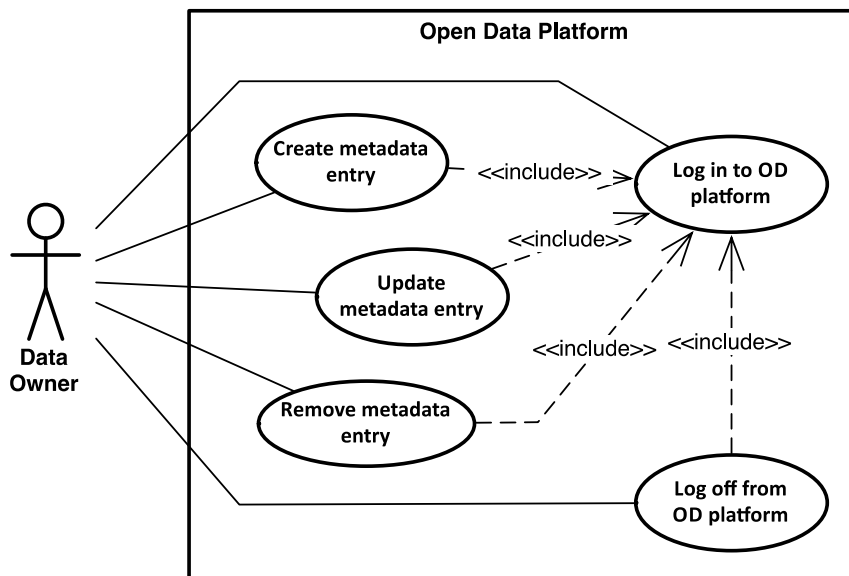 Open Data Platform
Create metadata
entry
<<include>>
Log in to OD
platform
<<include>>
Update
metadata entry
Data
Owner
<<include>>
<<include>>
Remove metadata
entry
Log off from
OD platform